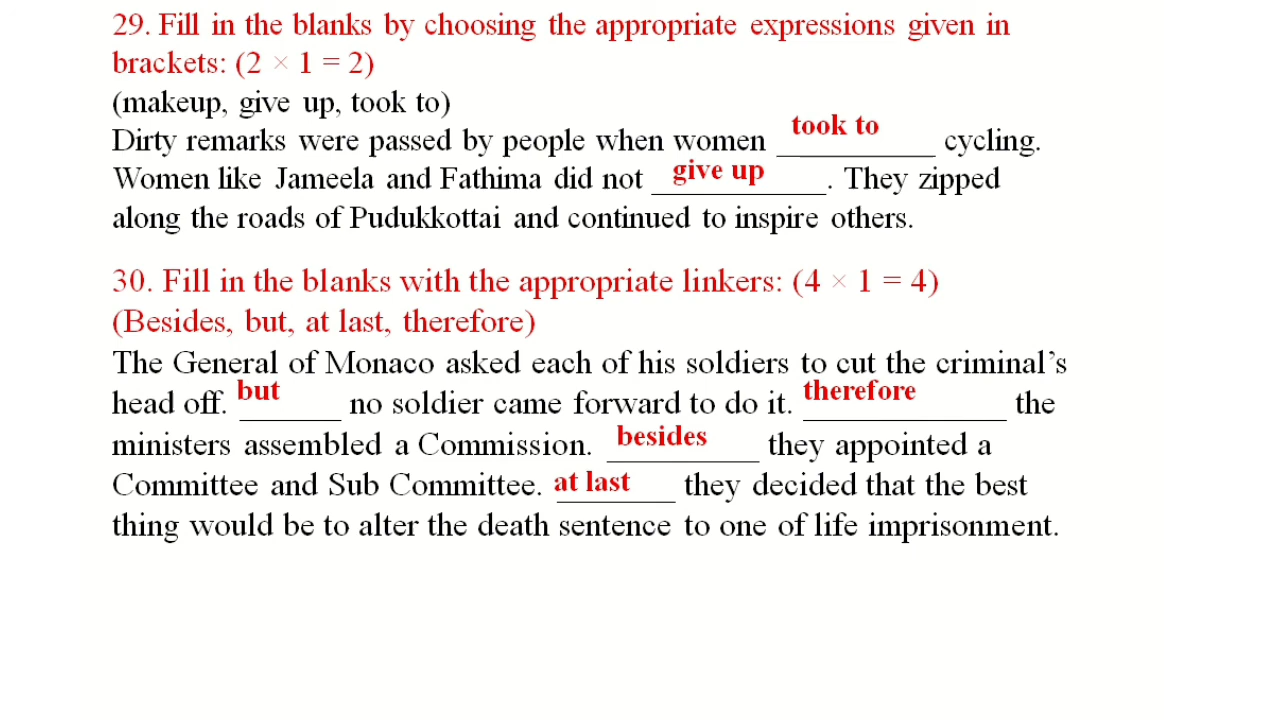 29. Fill in the blanks by choosing the appropriate expressions given in
brackets: (2 × 1 = 2)
(makeup, give up, took to)
Dirty remarks were passed by people when women took to cycling.
Women like Jameela and Fathima did not give up. They zipped
along the roads of Pudukkottai and continued to inspire others.
30. Fill in the blanks with the appropriate linkers: (4 × 1 = 4)
(Besides, but, at last, therefore)
The General of Monaco asked each of his soldiers to cut the criminal’s
head off. but no soldier came forward to do it. therefore the
ministers assembled a Commission. besides they appointed a
Committee and Sub Committee. at last they decided that the best
thing would be to alter the death sentence to one of life imprisonment.